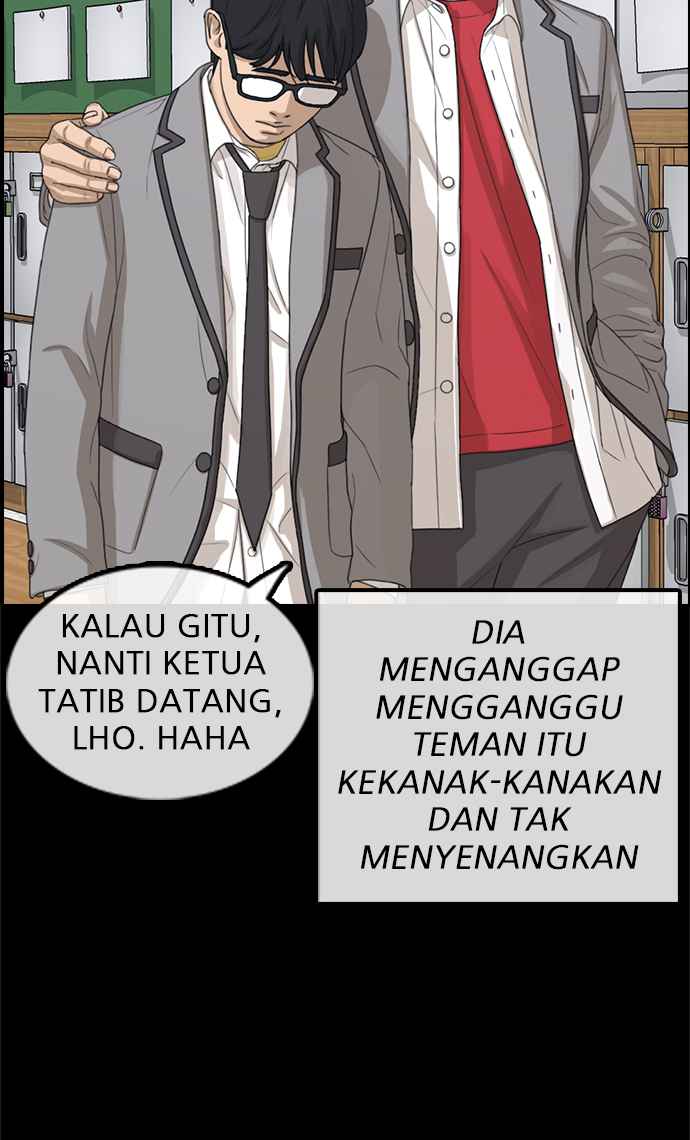 KALAU GITU,
NANTI KETUA
TATIB DATANG,
LHO. HAHA
DIA
MENGANGGAP
MENGGANGGU
TEMAN ITU
KEKANAK-KANAKAN
DAN TAK
MENYENANGKAN